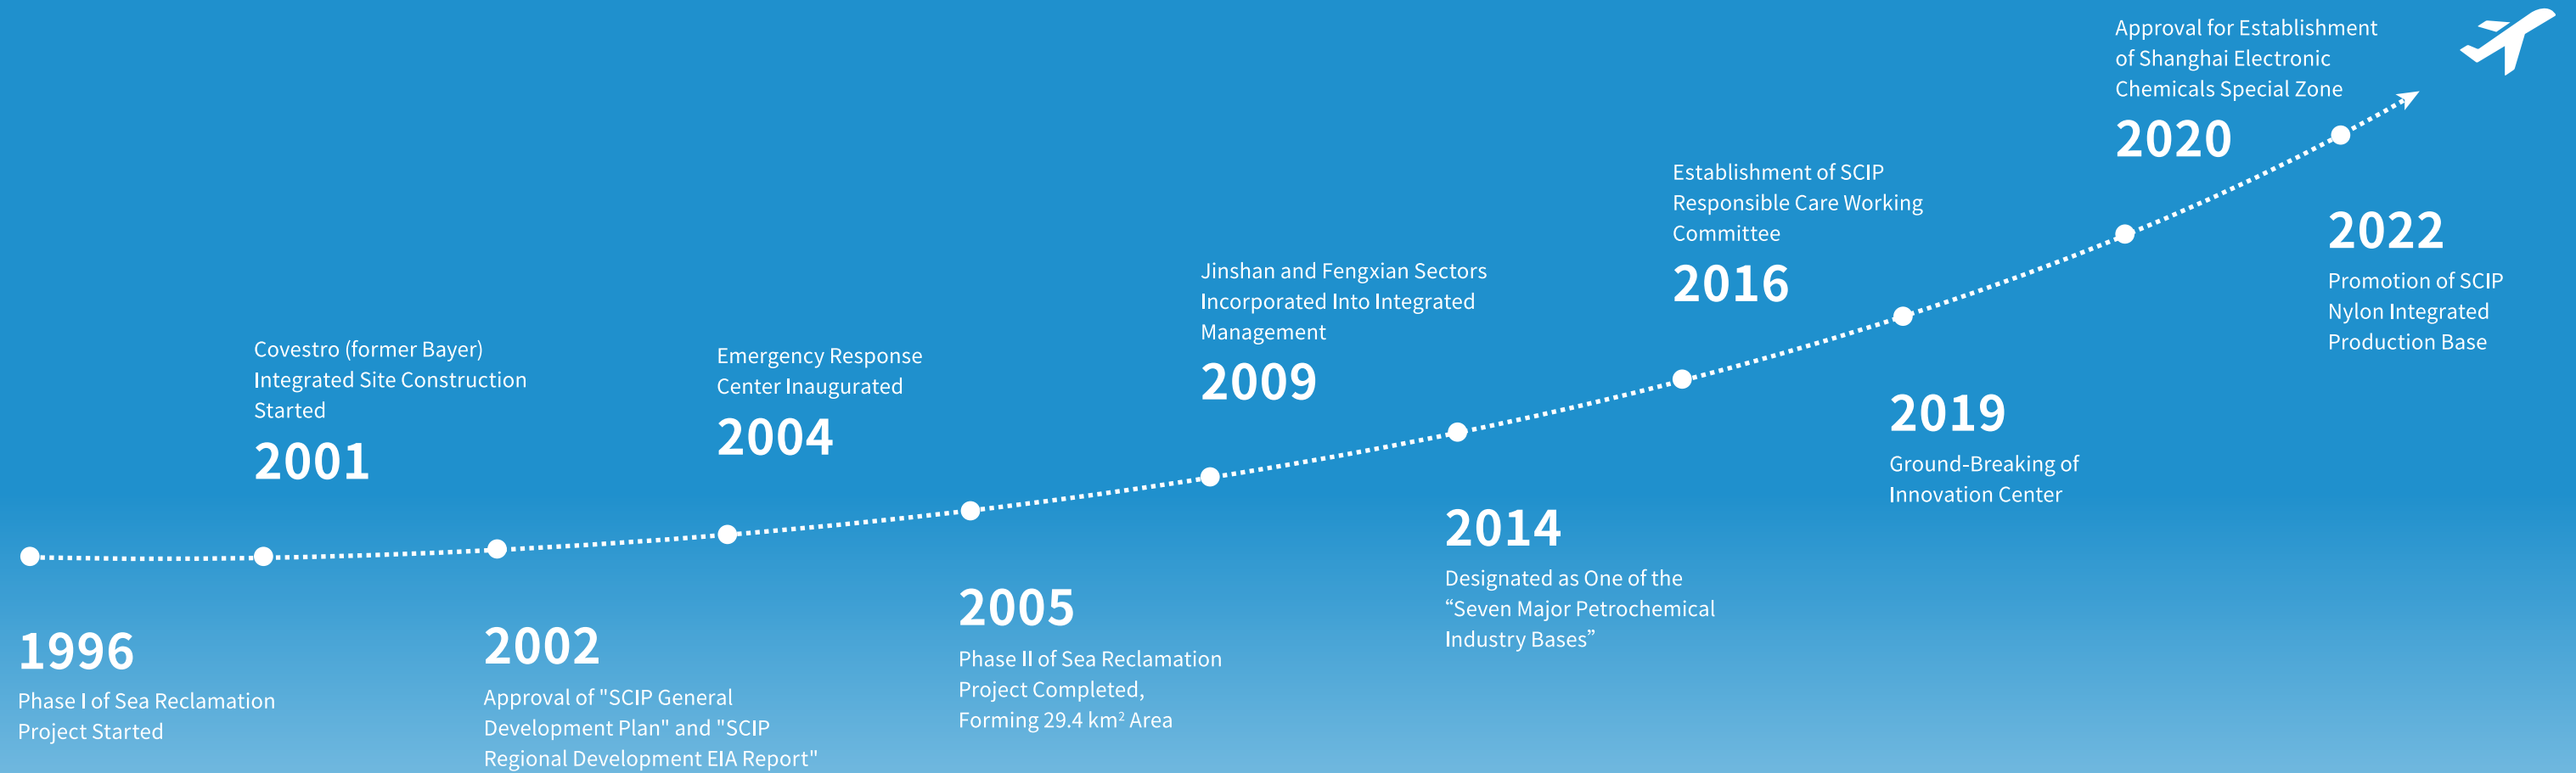 1996
Phase I of Sea Reclamation
Project Started
Covestro (former Bayer)
Integrated Site Construction
Started
2001
2002
Approval of "SCIP General
Development Plan" and "SCIP
Regional Development EIA Report"
Emergency Response
Center Inaugurated
2004
2005
Phase II of Sea Reclamation
Project Completed,
Forming 29.4 km² Area
Jinshan and Fengxian Sectors
Incorporated Into Integrated
Management
2009
2014
Designated as One of the
“Seven Major Petrochemical
Industry Bases”
Establishment of SCIP
Responsible Care Working
Committee
2016
2019
Ground-Breaking of
Innovation Center
Approval for Establishment
of Shanghai Electronic
Chemicals Special Zone
2020
2022
Promotion of SCIP
Nylon Integrated
Production Base